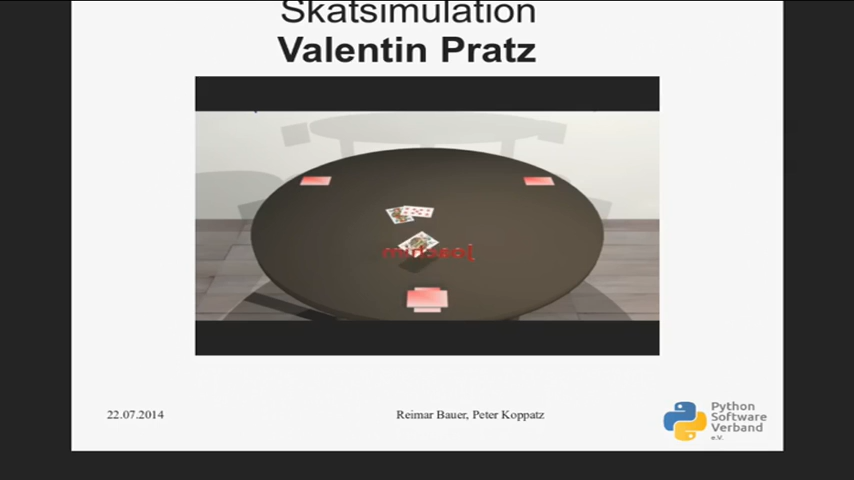 Skatsimulation
Valentin Pratz
22.07.2014
Reimar Bauer, Peter Koppatz
Python
Software
Verband
e.V.